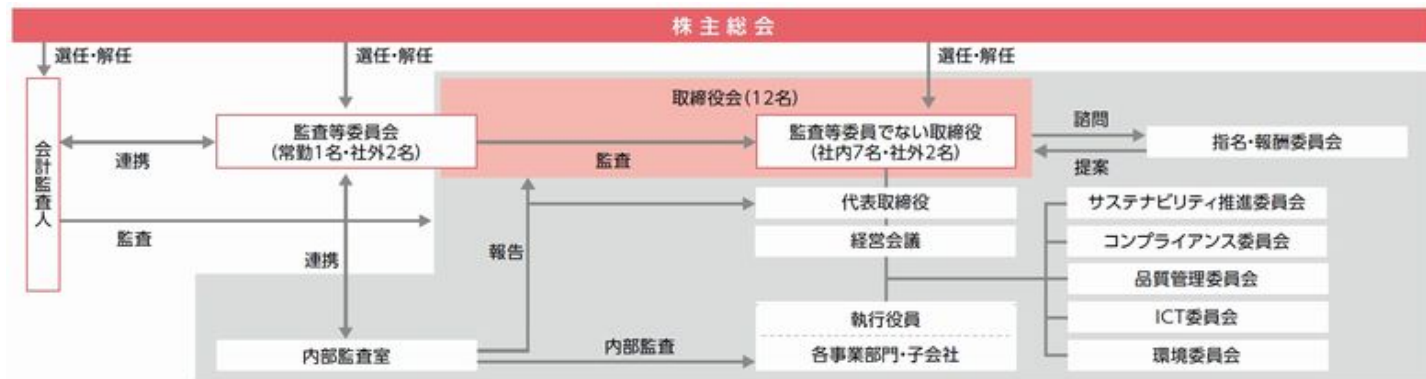 株主総会
選任・解任
選任・解任
選任・解任
取締役会(12名)
会計監査人
連携
監査等委員会
(常勤1名・社外2名)
監査
監査等委員でない取締役
(社内7名・社外2名)
諮問
提案
指名・報酬委員会
監査
連携
報告
代表取締役
経営会議
サステナビリティ推進委員会
コンプライアンス委員会
品質管理委員会
ICT委員会
環境委員会
内部監査室
内部監査
執行役員
各事業部門・子会社